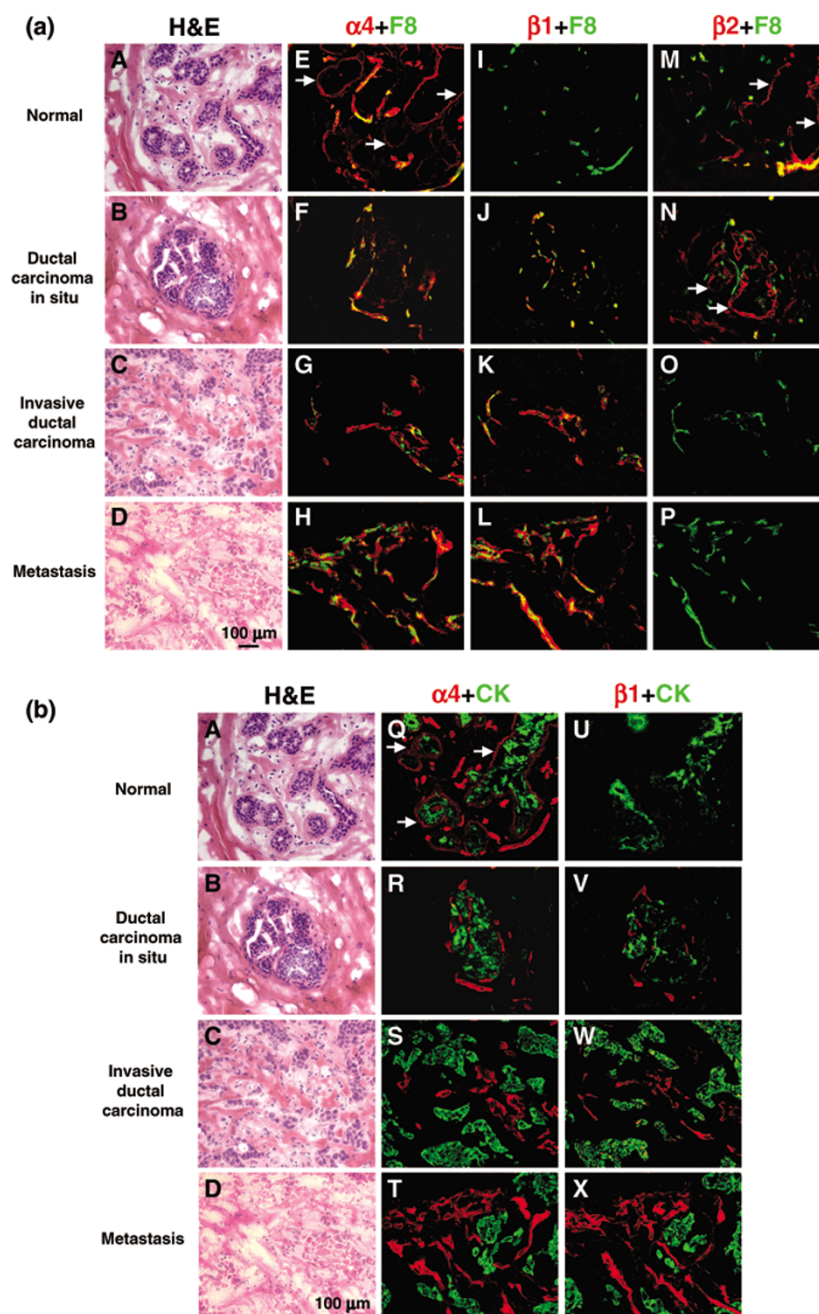 (a)
H&E
α4+F8
β1+F8
β2+F8
Normal
A
E
I
M
Ductal
carcinoma
in situ
B
F
J
N
Invasive
ductal
carcinoma
C
G
K
O
Metastasis
D
H
L
P
100 μm
(b)
H&E
α4+CK
β1+CK
Normal
A
Q
U
Ductal
carcinoma
in situ
B
R
V
Invasive
ductal
carcinoma
C
S
W
Metastasis
D
T
X
100 μm